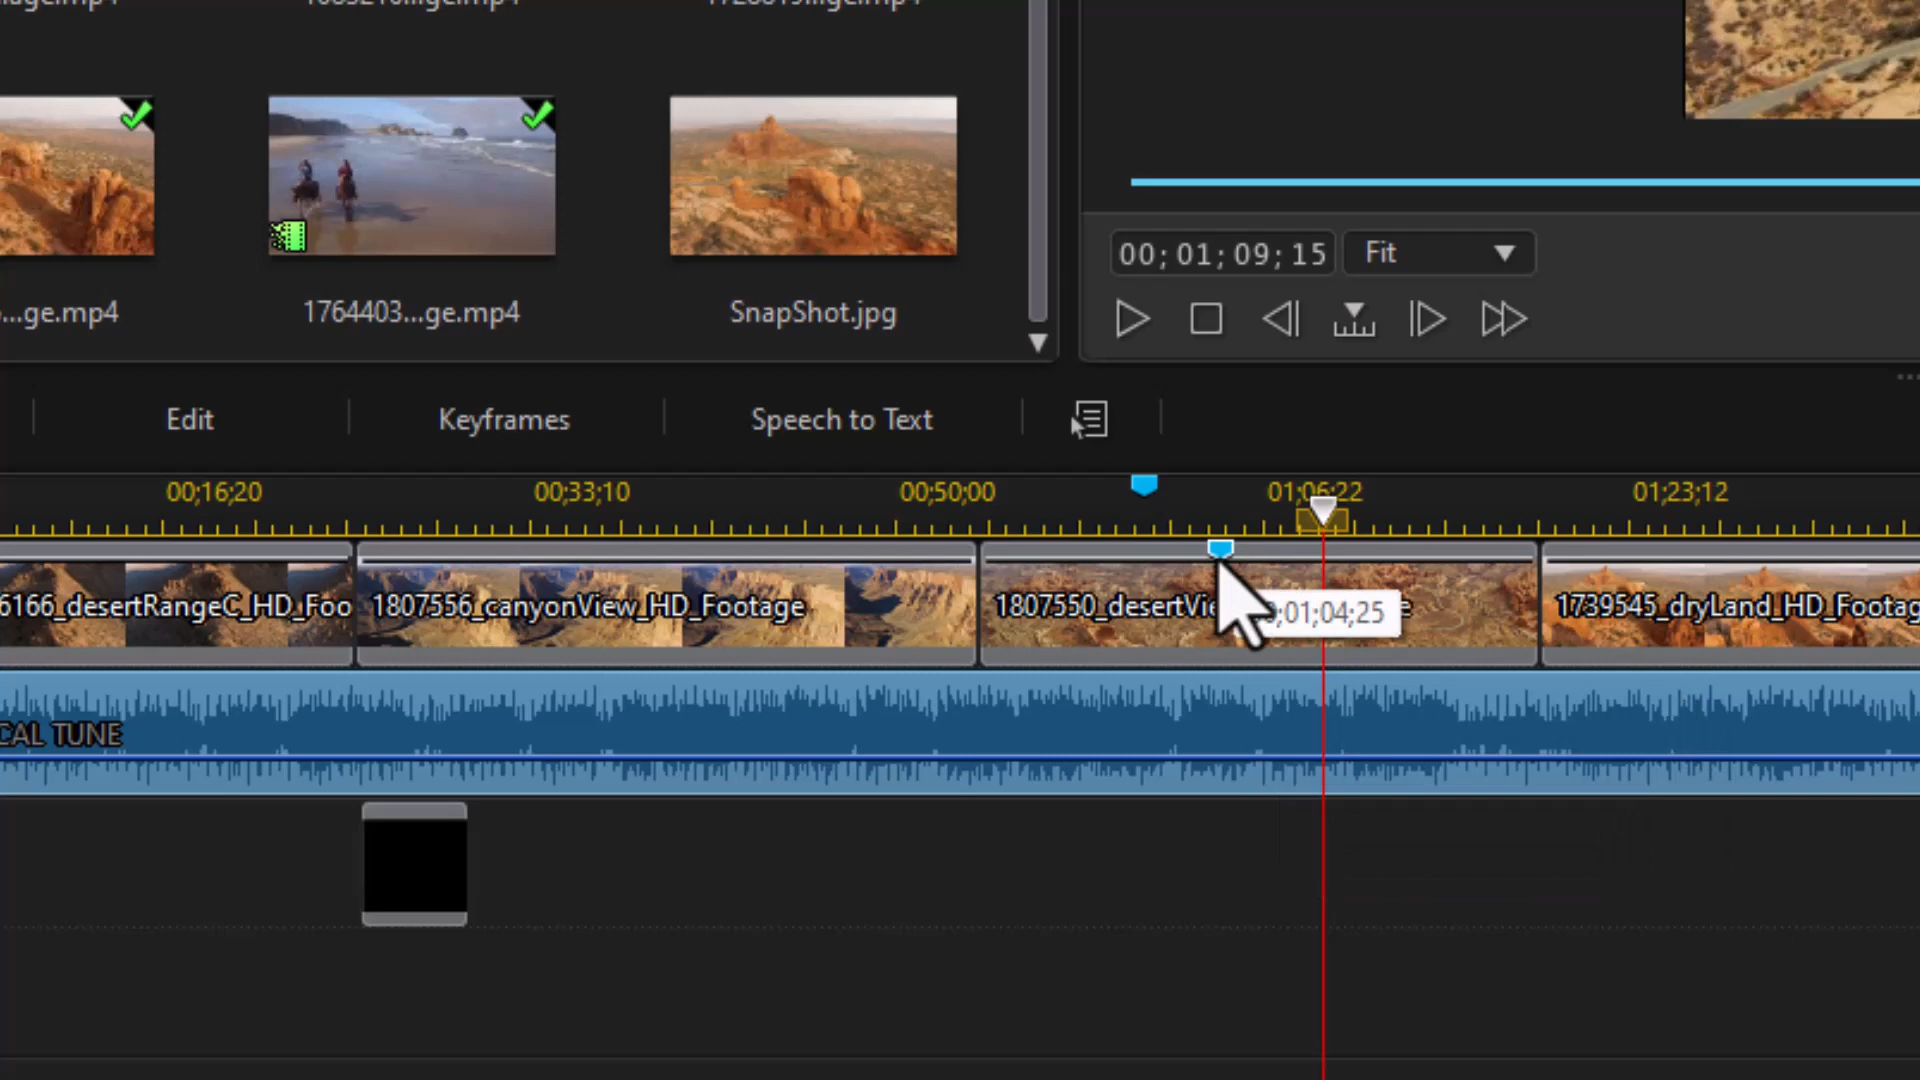 ...ge.mp4
1764403...ge.mp4
SnapShot.jpg
00; 01; 09; 15
Fit
Edit
Keyframes
Speech to Text
00;16;20
00;33;10
00;50;00
01;06;22
01;23;12
6166_desertRangeC_HD_Foo
1807556_canyonView_HD_Footage
1807550_desertVie
;01;04;25
e
1739545_dryLand_HD_Footag
CAL TUNE